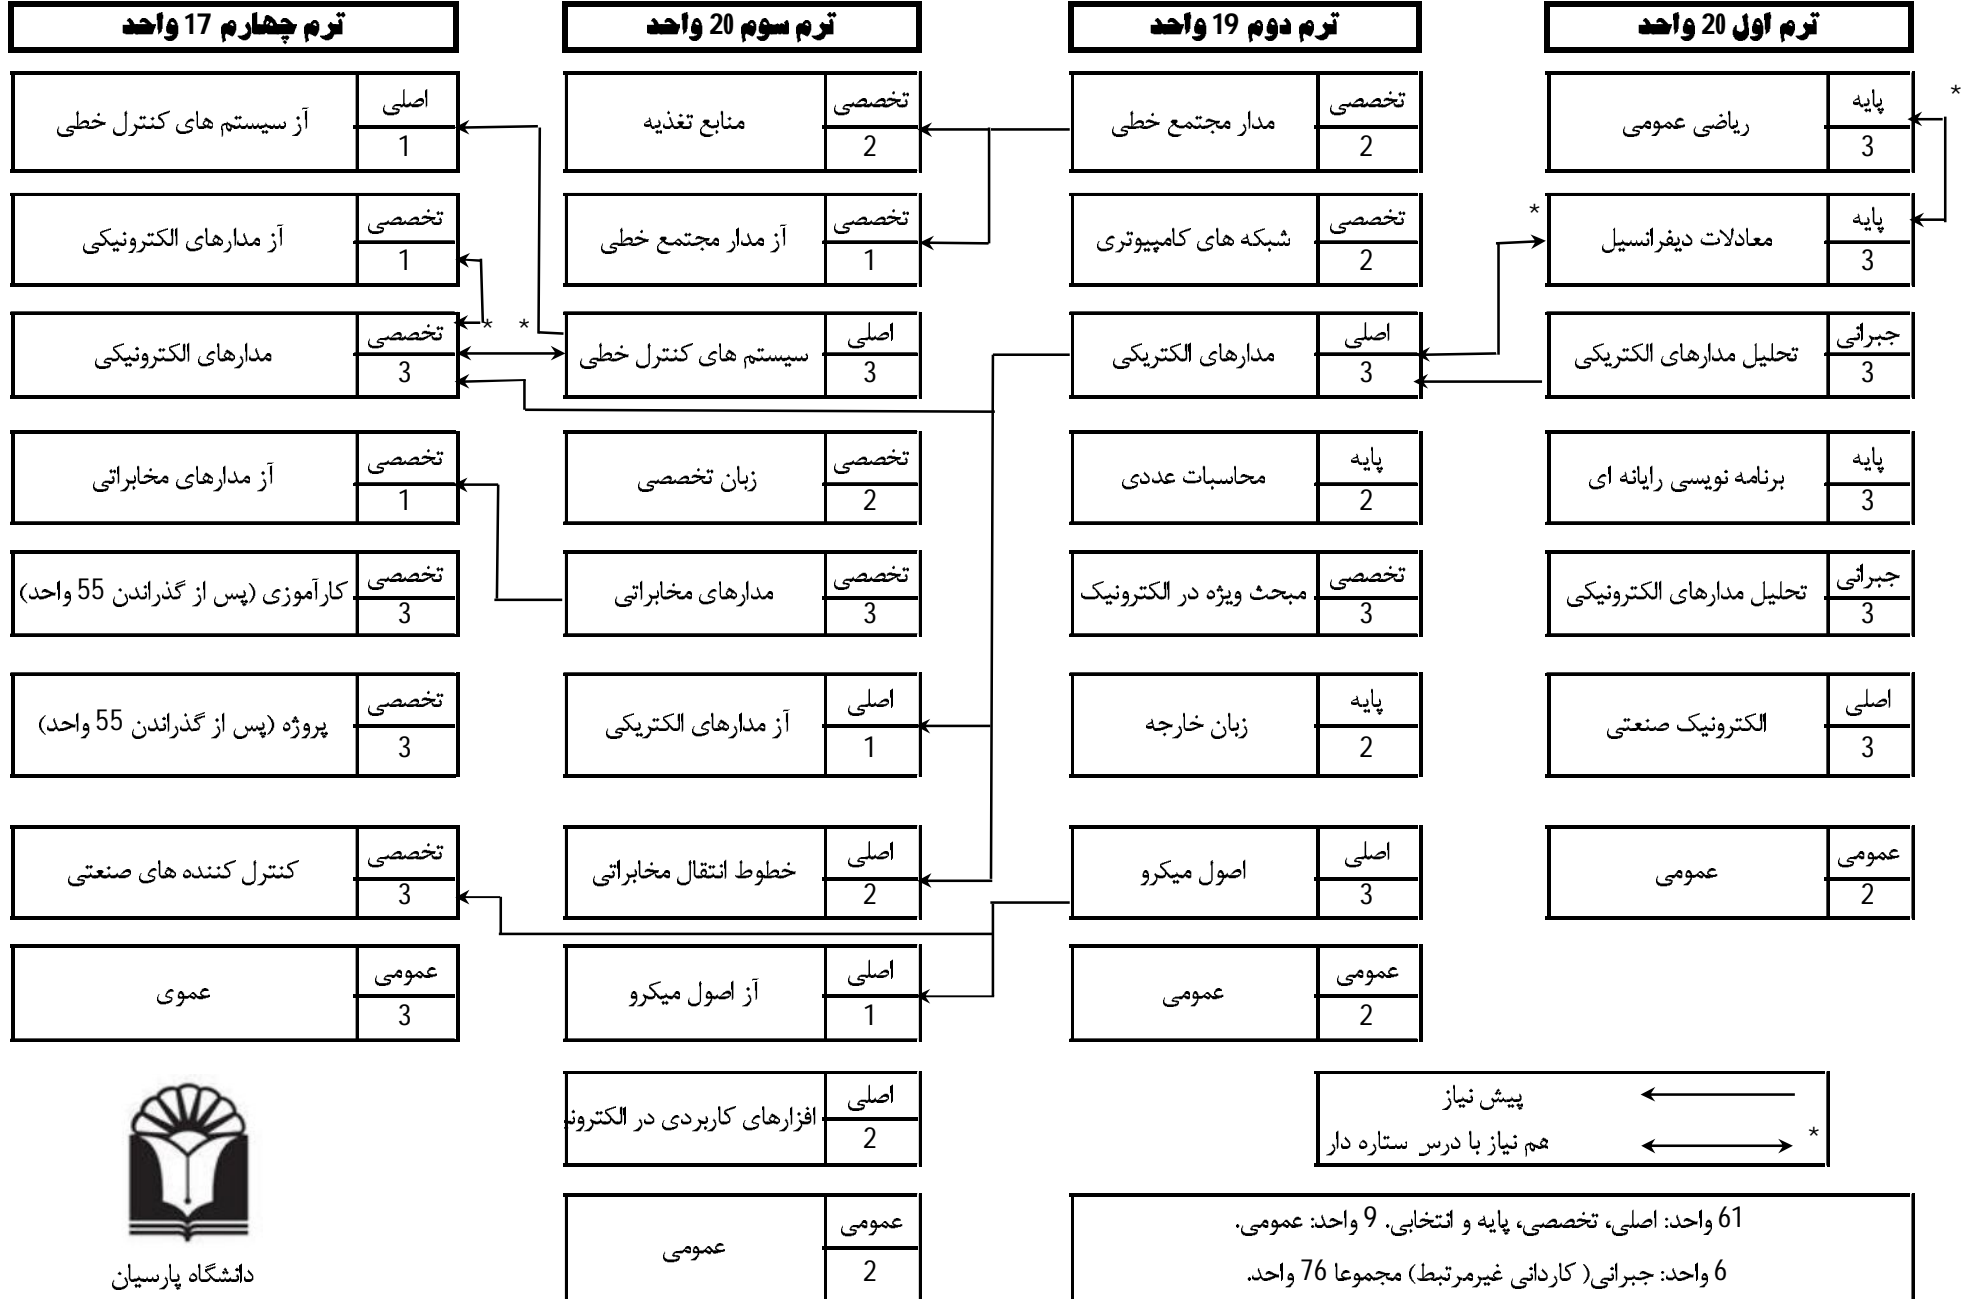 ترم اول 20 واحد
ریاضی عمومی
پایه
3
معادلات دیفرانسیل
پایه
3
تحلیل مدارهای الکتریکی
جبرانی
3
برنامه نویسی رایانه ای
پایه
3
تحلیل مدارهای الکترونیکی
جبرانی
3
الکترونیک صنعتی
اصلی
3
عمومی
عمومی
2
ترم دوم 19 واحد
مدار مجتمع خطی
تخصصی
2
شبکه های کامپیوتری
تخصصی
2
مدارهای الکتریکی
اصلی
3
محاسبات عددی
پایه
2
مبحث ویژه در الکترونیک
تخصصی
3
زبان خارجه
پایه
2
اصول میکرو
اصلی
3
عمومی
عمومی
2
ترم سوم 20 واحد
منابع تغذیه
تخصصی
2
آز مدار مجتمع خطی
تخصصی
1
سیستم های کنترل خطی
اصلی
3
زبان تخصصی
تخصصی
2
مدارهای مخابراتی
تخصصی
3
آز مدارهای الکتریکی
اصلی
1
خطوط انتقال مخابراتی
اصلی
2
آز اصول میکرو
اصلی
1
افزارهای کاربردی در الکترونی
اصلی
2
عمومی
عمومی
2
ترم چهارم 17 واحد
آز سیستم های کنترل خطی
اصلی
1
آز مدارهای الکترونیکی
تخصصی
1
مدارهای الکترونیکی
تخصصی
3
آز مدارهای مخابراتی
تخصصی
1
کارآموزی (پس از گذراندن 55 واحد)
تخصصی
3
پروژه (پس از گذراندن 55 واحد)
تخصصی
3
کنترل کننده های صنعتی
تخصصی
3
عموی
عمومی
3
*
*
*
*
پیش نیاز
هم نیاز با درس ستاره دار *
61 واحد: اصلی، تخصصی، پایه و انتخابی. 9 واحد: عمومی.
6 واحد: جبرانی( کاردانی غیرمرتبط) مجموعا 76 واحد.
دانشگاه پارسیان